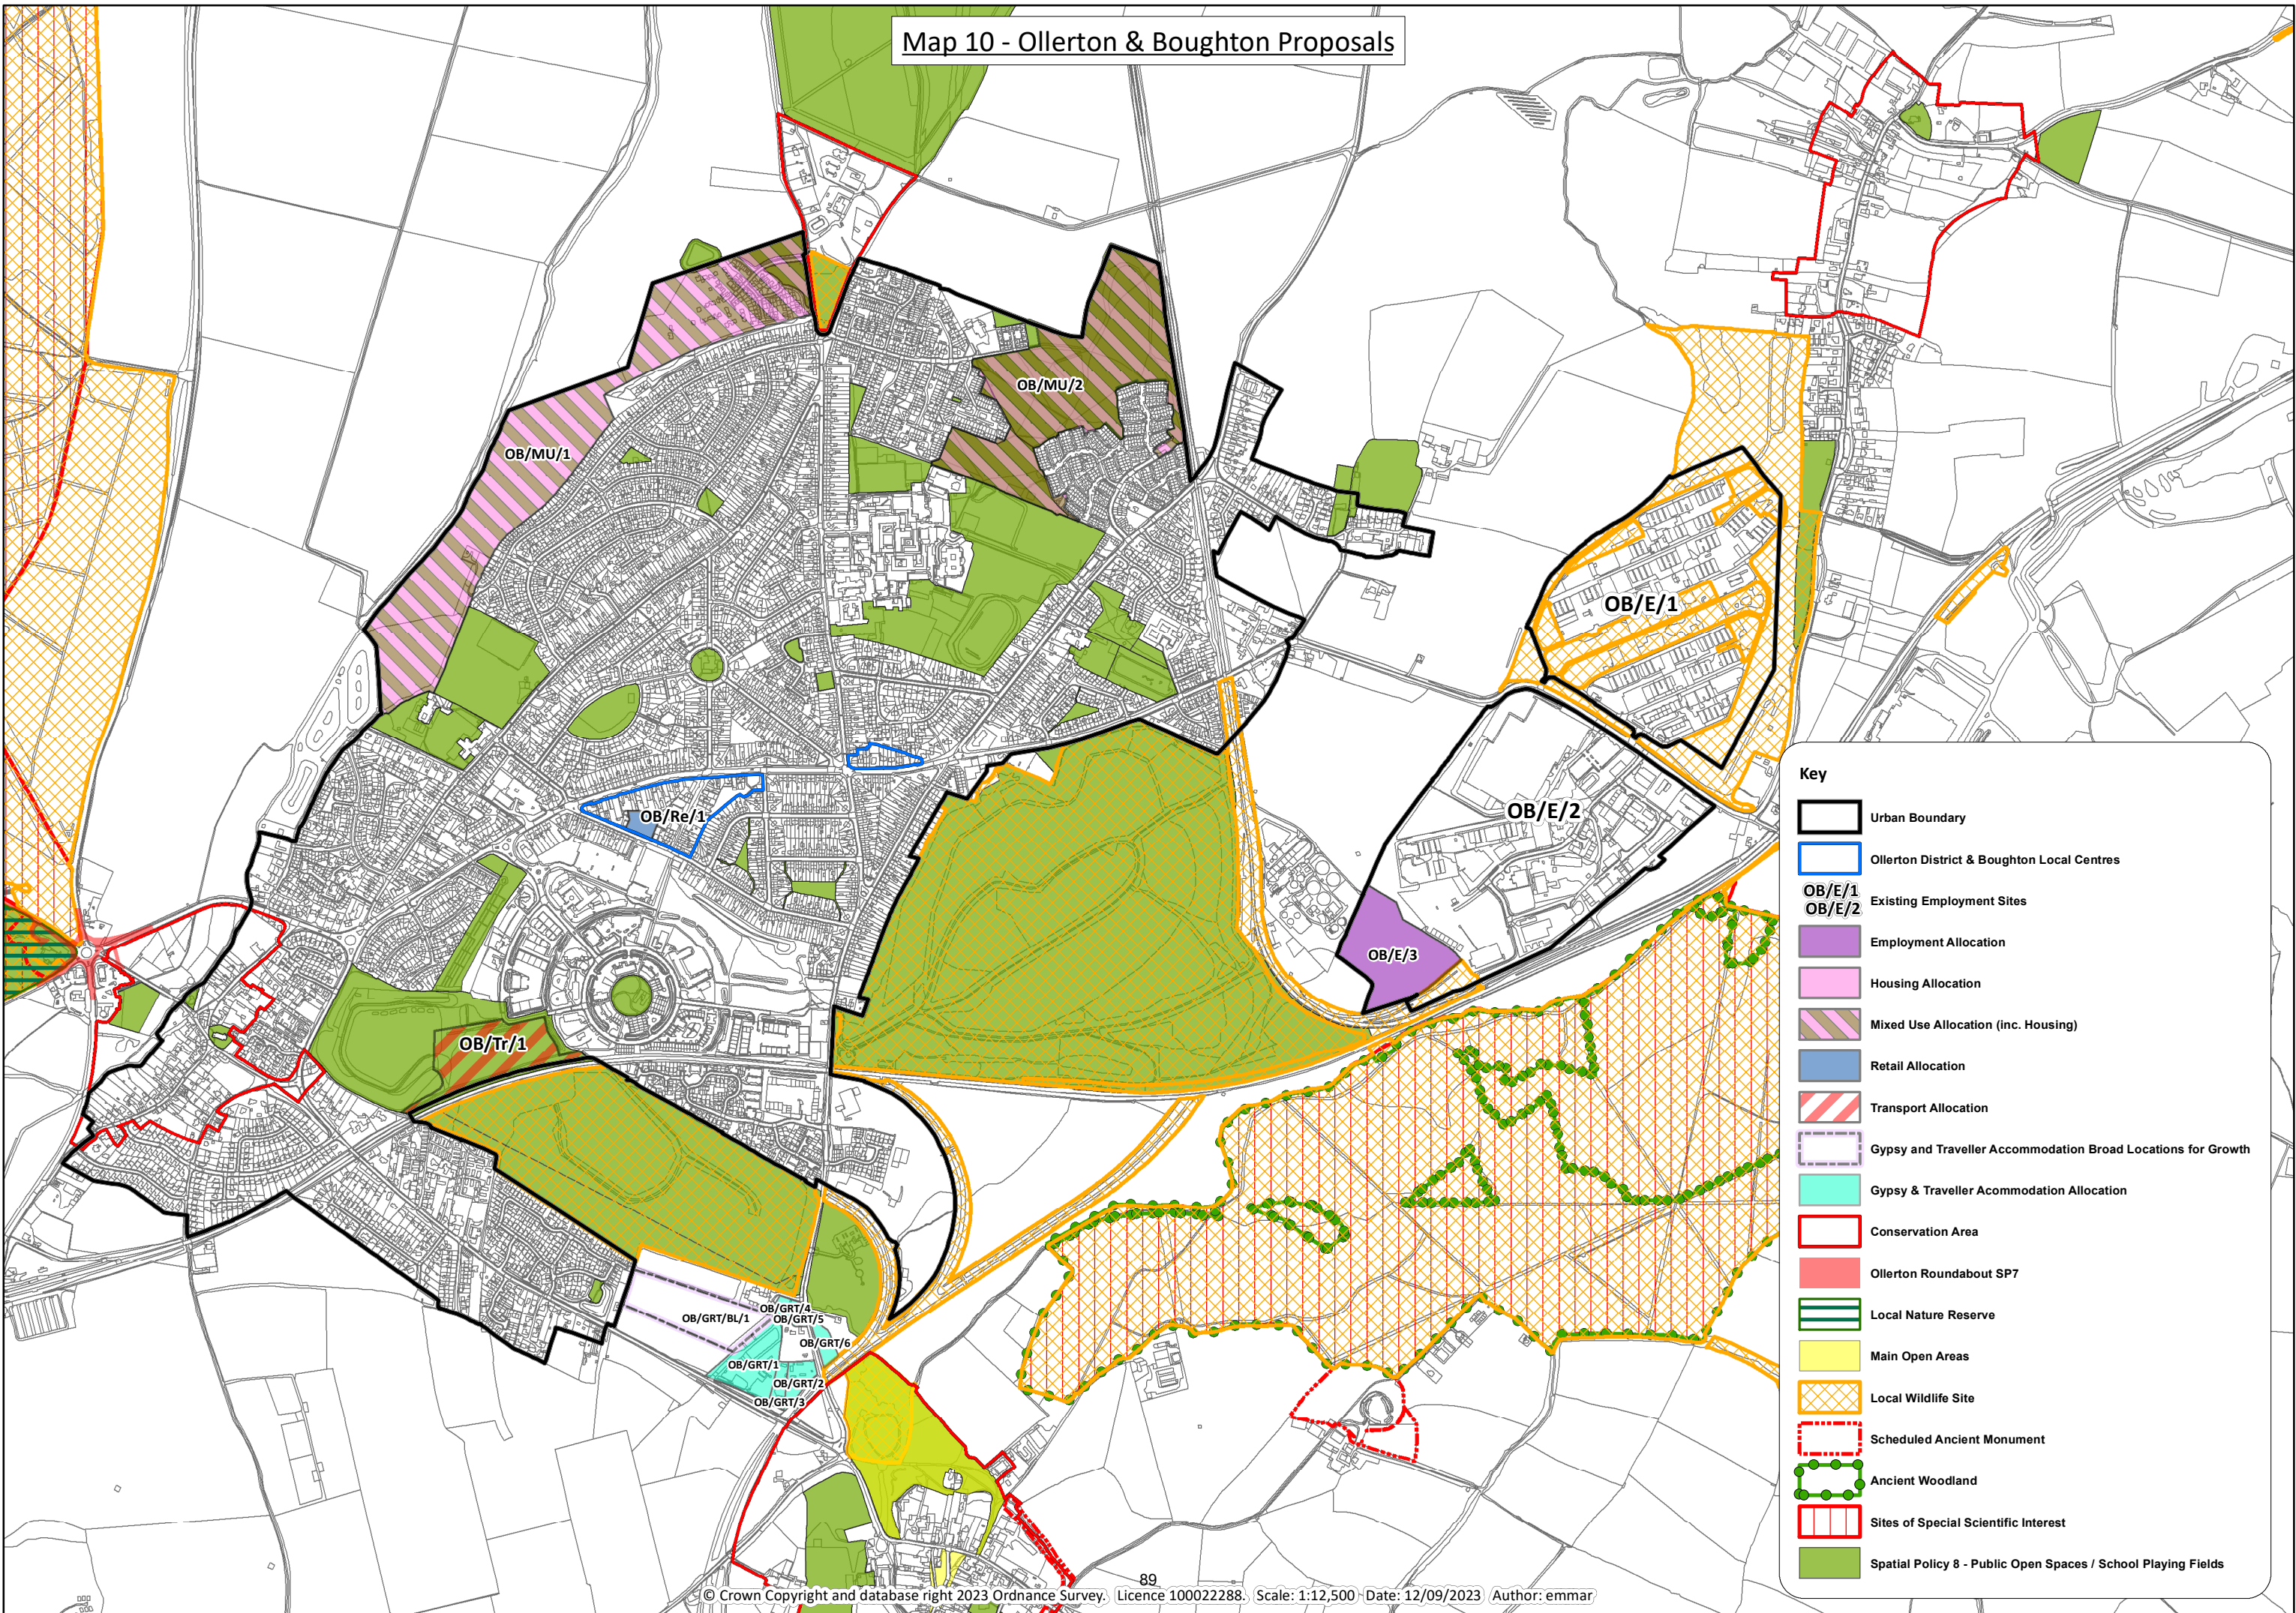 Map 10 - Ollerton & Boughton Proposals
OB/MU/2
OB/MU/1
OB/E/1
OB/E/2
OB/Re/1
OB/E/3
OB/Tr/1
OB/GRT/4
OB/GRT/BL/1
OB/GRT/5
OB/GRT/6
OB/GRT/1
OB/GRT/2
OB/GRT/3
Key
Urban Boundary
Ollerton District & Boughton Local Centres
OB/E/1
OB/E/2
Existing Employment Sites
Employment Allocation
Housing Allocation
Mixed Use Allocation (inc. Housing)
Retail Allocation
Transport Allocation
Gypsy and Traveller Accommodation Broad Locations for Growth
Gypsy & Traveller Acommodation Allocation
Conservation Area
Ollerton Roundabout SP7
Local Nature Reserve
Main Open Areas
Local Wildlife Site
Scheduled Ancient Monument
Ancient Woodland
Sites of Special Scientific Interest
Spatial Policy 8 - Public Open Spaces / School Playing Fields
89
© Crown Copyright and database right 2023 Ordnance Survey. Licence 100022288. Scale: 1:12,500 Date: 12/09/2023 Author: emmar